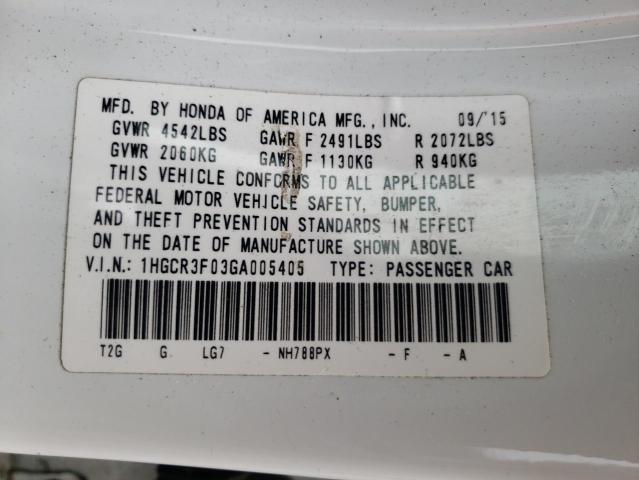 MFD. BY HONDA OF AMERICA MFG., INC. 09/'15
GVWR 4542LBS GAWR F 2491LBS R 2072LBS
GVWR 2060KG GAWR F 1130KG R 940KG
THIS VEHICLE CONFORMS TO ALL APPLICABLE
FEDERAL MOTOR VEHICLE SAFETY, BUMPER,
AND THEFT PREVENTION STANDARDS IN EFFECT
ON THE DATE OF MANUFACTURE SHOWN ABOVE.
V.I.N.: 1HGCR3F03GA005405 TYPE: PASSENGER CAR
T2G G LG7 - NH788PX - F - A